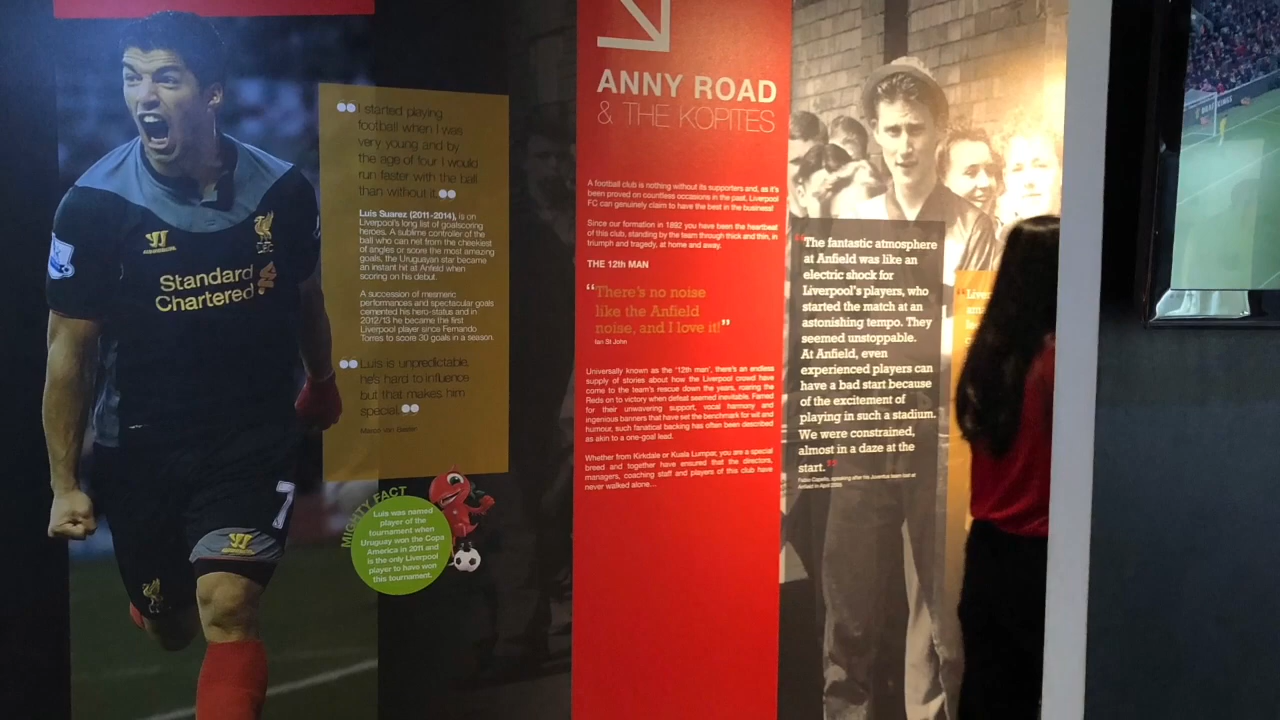 Standard
Chartered
7
I started playing
football when I was
very young and by
the age of four I would
run faster with the ball
than without it.
Luis Suarez (2011-2014), is on
Liverpool's long list of goalscoring
heroes. A sublime controller of the
ball who can net from the cheekiest
of angles or score the most amazing
goals, the Uruguayan star became
an instant hit at Anfield when
scoring on his debut.
A succession of mesmeric
performances and spectacular goals
cemented his hero-status and in
2012/13 he became the first
Liverpool player since Fernando
Torres to score 30 goals in a season.
Luis is unpredictable,
he's hard to influence
but that makes him
special.
Marco Van Basten
MIGHTY FACT
Luis was named
player of the
tournament when
Uruguay won the Copa
America in 2011 and
is the only Liverpool
player to have won
this tournament.
ANNY ROAD
& THE KOPITES
A football club is nothing without its supporters and, as it's
been proved on countless occasions in the past, Liverpool
FC can genuinely claim to have the best in the business!
Since our formation in 1892 you have been the heartbeat
of this club, standing by the team through thick and thin, in
triumph and tragedy, at home and away.
THE 12th MAN
“There's no noise
like the Anfield
noise, and I love it!”
Ian St John
Universally known as the '12th man', there's an endless
supply of stories about how the Liverpool crowd have
come to the team's rescue down the years, roaring the
Reds on to victory when defeat seemed inevitable. Famed
for their unwavering support, vocal harmony and
ingenious banners that have set the benchmark for wit and
humour, such fanatical backing has often been described
as akin to a one-goal lead.
Whether from Kirkdale or Kuala Lumpar, you are a special
breed and together have ensured that the directors,
managers, coaching staff and players of this club have
never walked alone...
“The fantastic atmosphere
at Anfield was like an
electric shock for
Liverpool's players, who
started the match at an
astonishing tempo. They
seemed unstoppable.
At Anfield, even
experienced players can
have a bad start because
of the excitement of
playing in such a stadium.
We were constrained,
almost in a daze at the
start.”
Fabio Capello, speaking after his Juventus team lost at
Anfield in April 2005